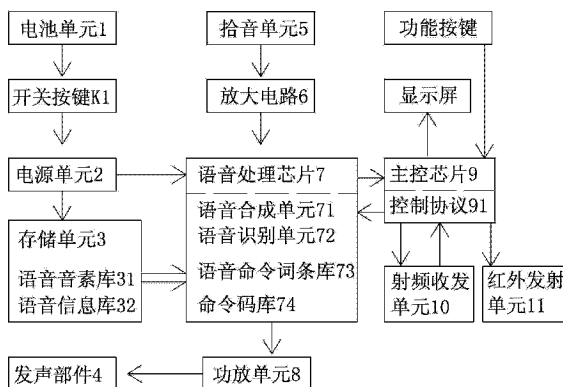 电池单元1
拾音单元5
功能按键
开关按键K1
放大电路6
显示屏
电源单元2
语音处理芯片7
主控芯片9
控制协议91
语音合成单元71
语音识别单元72
语音命令词条库73
命令码库74
存储单元3
语音音素库31
语音信息库32
射频收发
单元10
红外发射
单元11
发声部件4
功放单元8